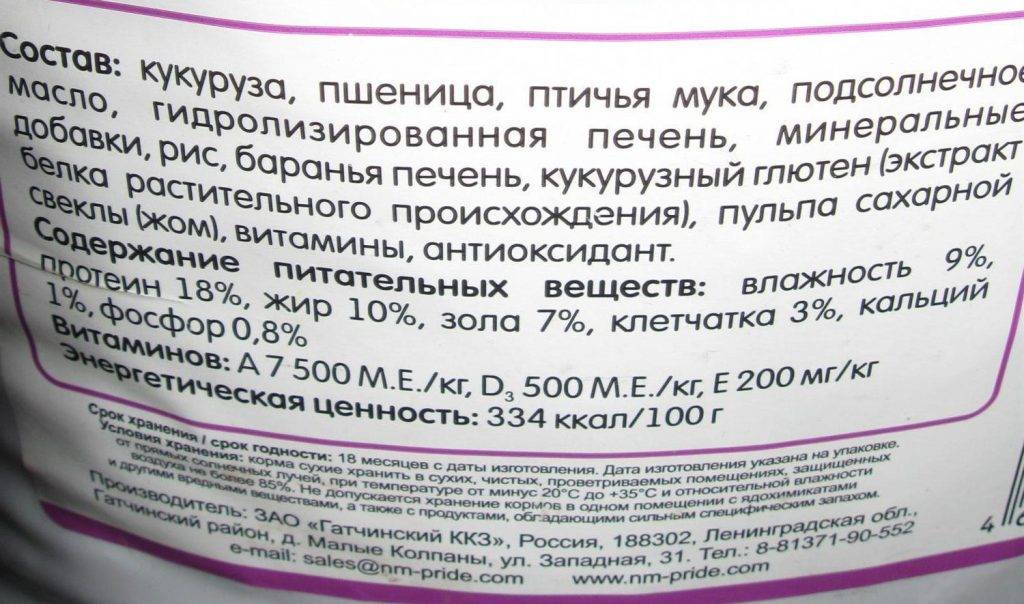 Состав: кукуруза, пшеница, птичья мука, подсолнечное
масло, гидролизированная печень, минеральные
добавки, рис, баранья печень, кукурузный глютен (экстракт
белка растительного происхождения), пульпа сахарной
свеклы (жом), витамины, антиоксидант.
Содержание питательных веществ: влажность 9%,
протеин 18%, жир 10%, зола 7%, клетчатка 3%, кальций
1%, фосфор 0,8%
Витаминов: А 7 500 М.Е./кг, D₃ 500 М.Е./кг, Е 200 мг/кг
Энергетическая ценность: 334 ккал/100 г
Срок хранения / срок годности: 18 месяцев с даты изготовления. Дата изготовления указана на упаковке.
Условия хранения: корма сухие хранить в сухих, чистых, проветриваемых помещениях, защищенных
от прямых солнечных лучей, при температуре от минус 20°С до +35°С и относительной влажности
воздуха не более 85%. Не допускается хранение кормов в одном помещении с ядохимикатами
и другими вредными веществами, а также с продуктами, обладающими сильным специфическим запахом.
Производитель: ЗАО «Гатчинский ККЗ», Россия, 188302, Ленинградская обл.,
Гатчинский район, д. Малые Колпаны, ул. Западная, 31. Тел.: 8-81371-90-552
e-mail: sales@nm-pride.com www.nm-pride.com
4